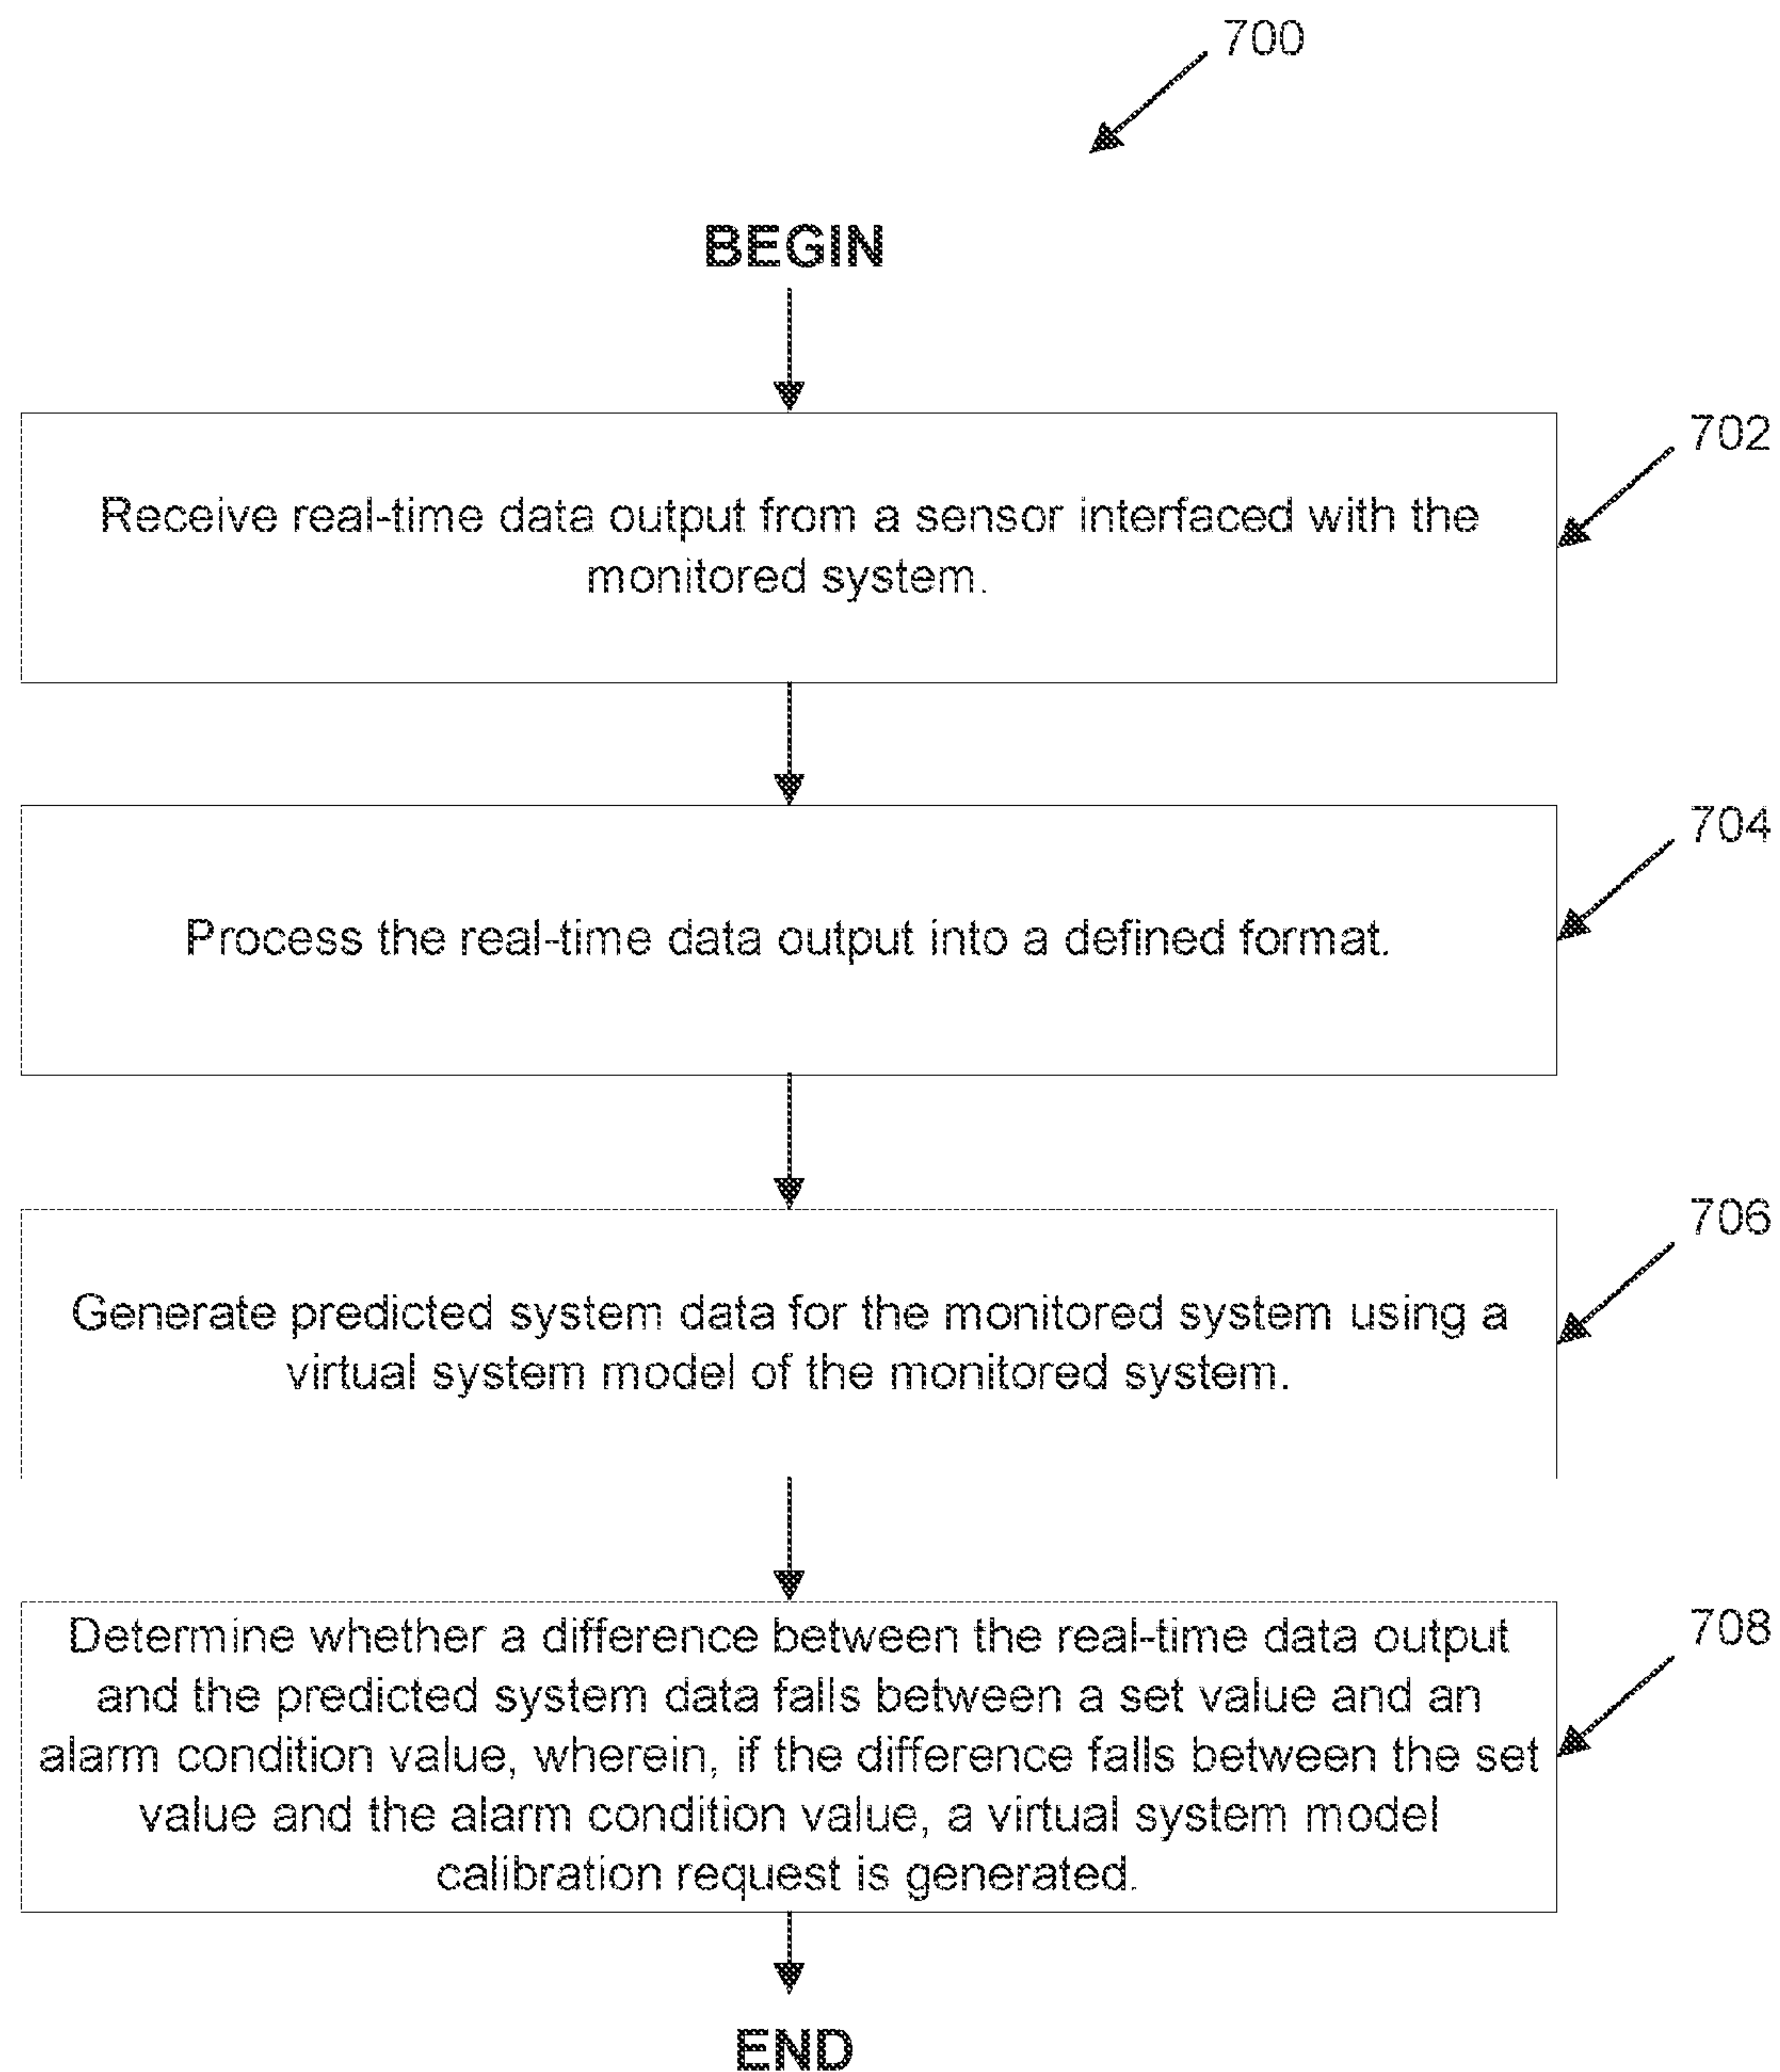 700
BEGIN
702
Receive real-time data output from a sensor interfaced with the
monitored system.
704
Process the real-time data output into a defined format.
706
Generate predicted system data for the monitored system using a
virtual system model of the monitored system.
708
Determine whether a difference between the real-time data output
and the predicted system data falls between a set value and an
alarm condition value, wherein, if the difference falls between the set
value and the alarm condition value, a virtual system model
calibration request is generated.
END